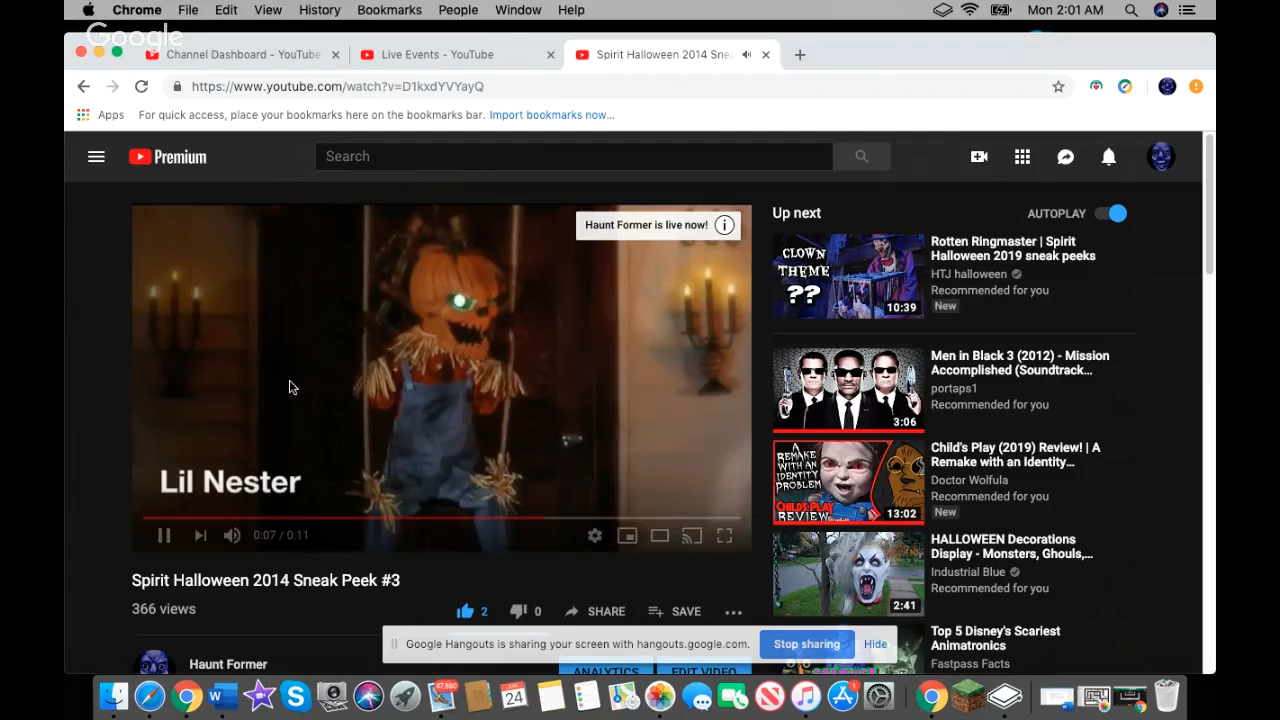 Chrome File Edit View History Bookmarks People Window Help Mon 2:01 AM
Google
Channel Dashboard - YouTube Live Events - YouTube Spirit Halloween 2014 Snea
https://www.youtube.com/watch?v=D1kxdYVYayQ
Apps For quick access, place your bookmarks here on the bookmarks bar. Import bookmarks now...
Premium Search
Haunt Former is live now!
Lil Nester
0:07 / 0:11
Spirit Halloween 2014 Sneak Peek #3
366 views
2 0 SHARE SAVE
Haunt Former
ANALYTICS EDIT VIDEO
Up next AUTOPLAY
CLOWN
THEME
??
10:39
Rotten Ringmaster | Spirit
Halloween 2019 sneak peeks
HTJ halloween
Recommended for you
New
3:06
Men in Black 3 (2012) - Mission
Accomplished (Soundtrack...
portaps1
Recommended for you
A
REMAKE
WITH AN
IDENTITY
PROBLEM
CHILD'S PLAY
REVIEW
13:02
Child's Play (2019) Review! | A
Remake with an Identity...
Doctor Wolfula
Recommended for you
New
2:41
HALLOWEEN Decorations
Display - Monsters, Ghouls,...
Industrial Blue
Recommended for you
Top 5 Disney's Scariest
Animatronics
Fastpass Facts
Google Hangouts is sharing your screen with hangouts.google.com. Stop sharing Hide
JUN
24
1